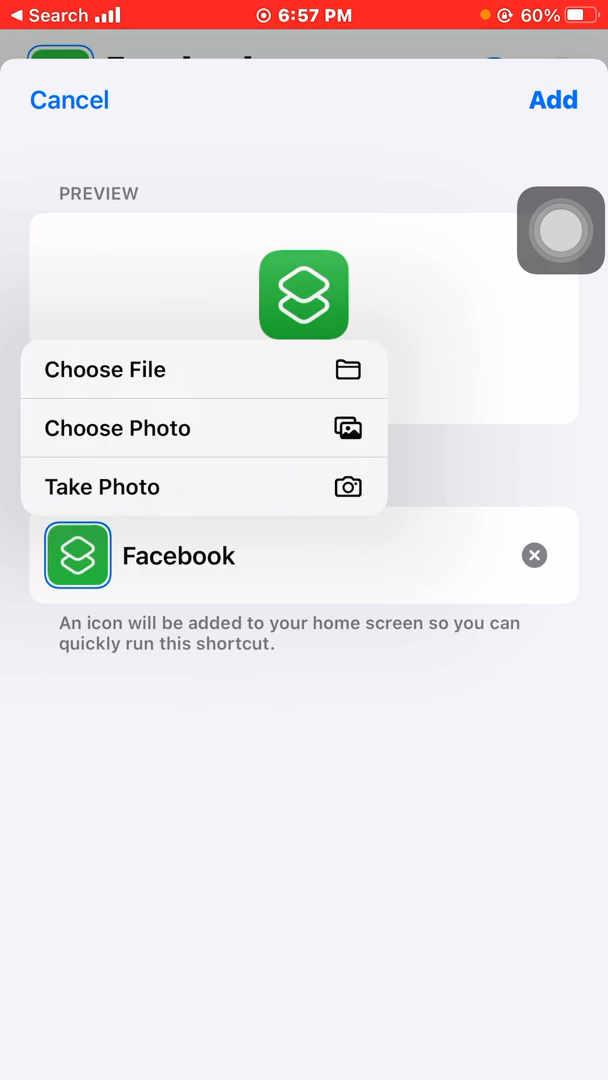 Search 6:57 PM 60%
Cancel Add
PREVIEW
Choose File
Choose Photo
Take Photo
Facebook
An icon will be added to your home screen so you can
quickly run this shortcut.